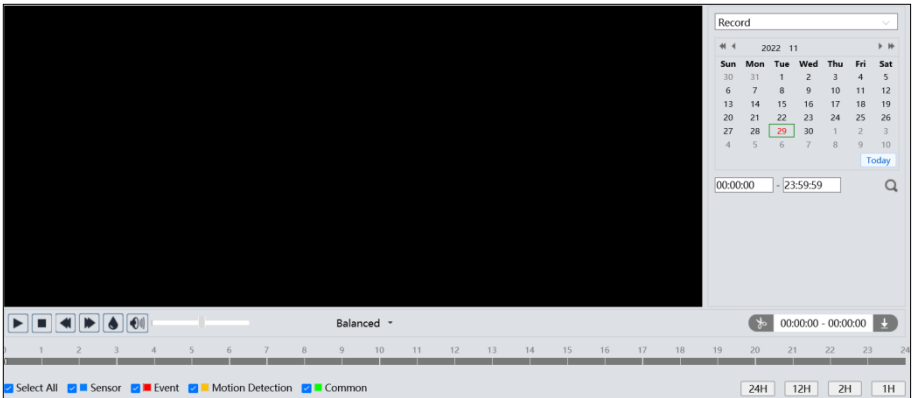 Record
2022 11
Sun Mon Tue Wed Thu Fri Sat
30 31 1 2 3 4 5
6 7 8 9 10 11 12
13 14 15 16 17 18 19
20 21 22 23 24 25 26
27 28 29 30 1 2 3
4 5 6 7 8 9 10
Today
00:00:00 - 23:59:59
Balanced
00:00:00 - 00:00:00
0 1 2 3 4 5 6 7 8 9 10 11 12 13 14 15 16 17 18 19 20 21 22 23 24
Select All Sensor Event Motion Detection Common
24H 12H 2H 1H